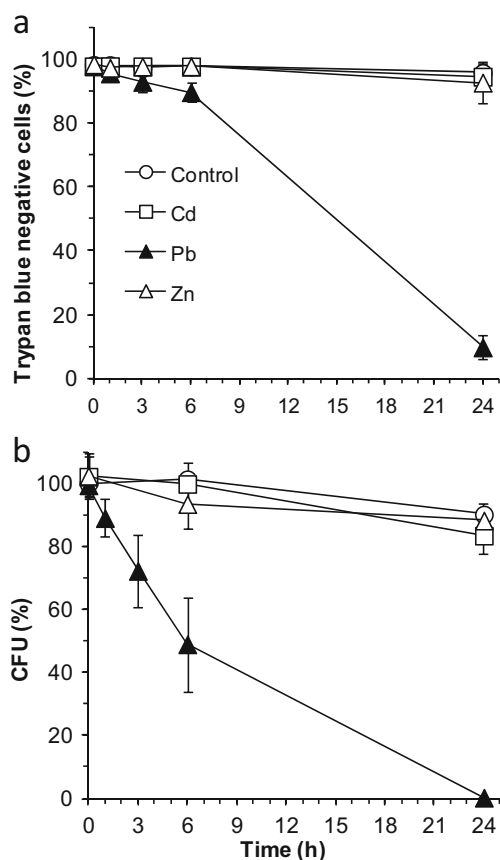 a
Trypan blue negative cells (%)
100
80
60
40
20
0
Control
Cd
Pb
Zn
0 3 6 9 12 15 18 21 24
b
CFU (%)
100
80
60
40
20
0
0 3 6 9 12 15 18 21 24
Time (h)